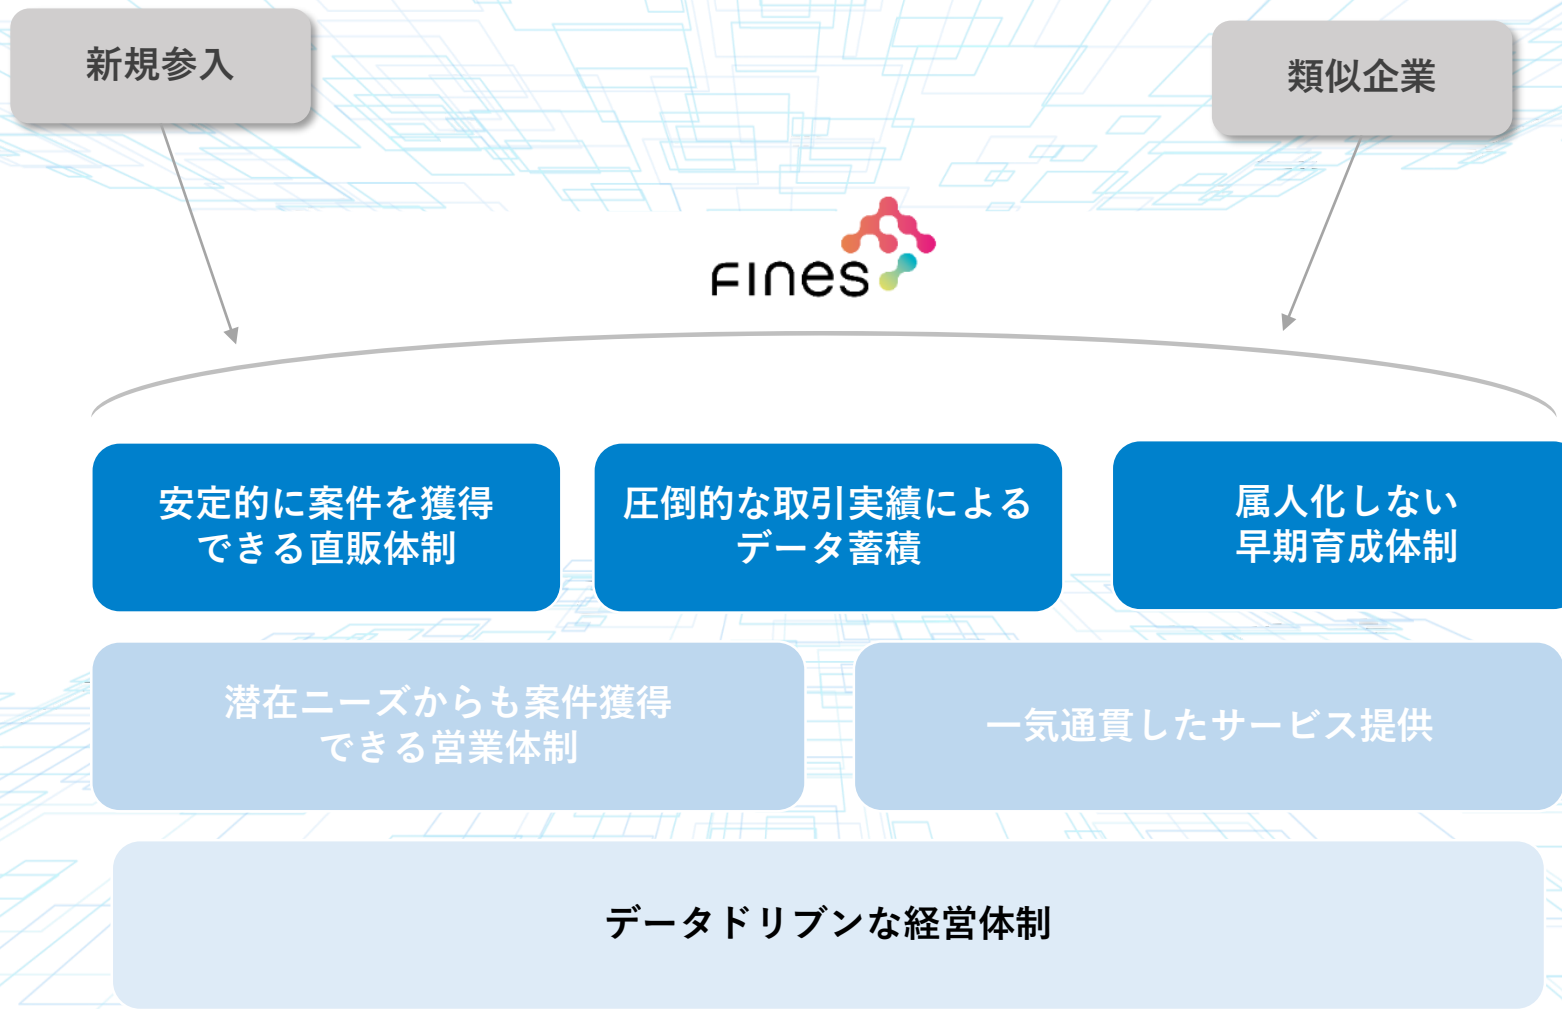 新規参入
類似企業
FINES
安定的に案件を獲得
できる直販体制
圧倒的な取引実績による
データ蓄積
属人化しない
早期育成体制
潜在ニーズからも案件獲得
できる営業体制
一気通貫したサービス提供
データドリブンな経営体制